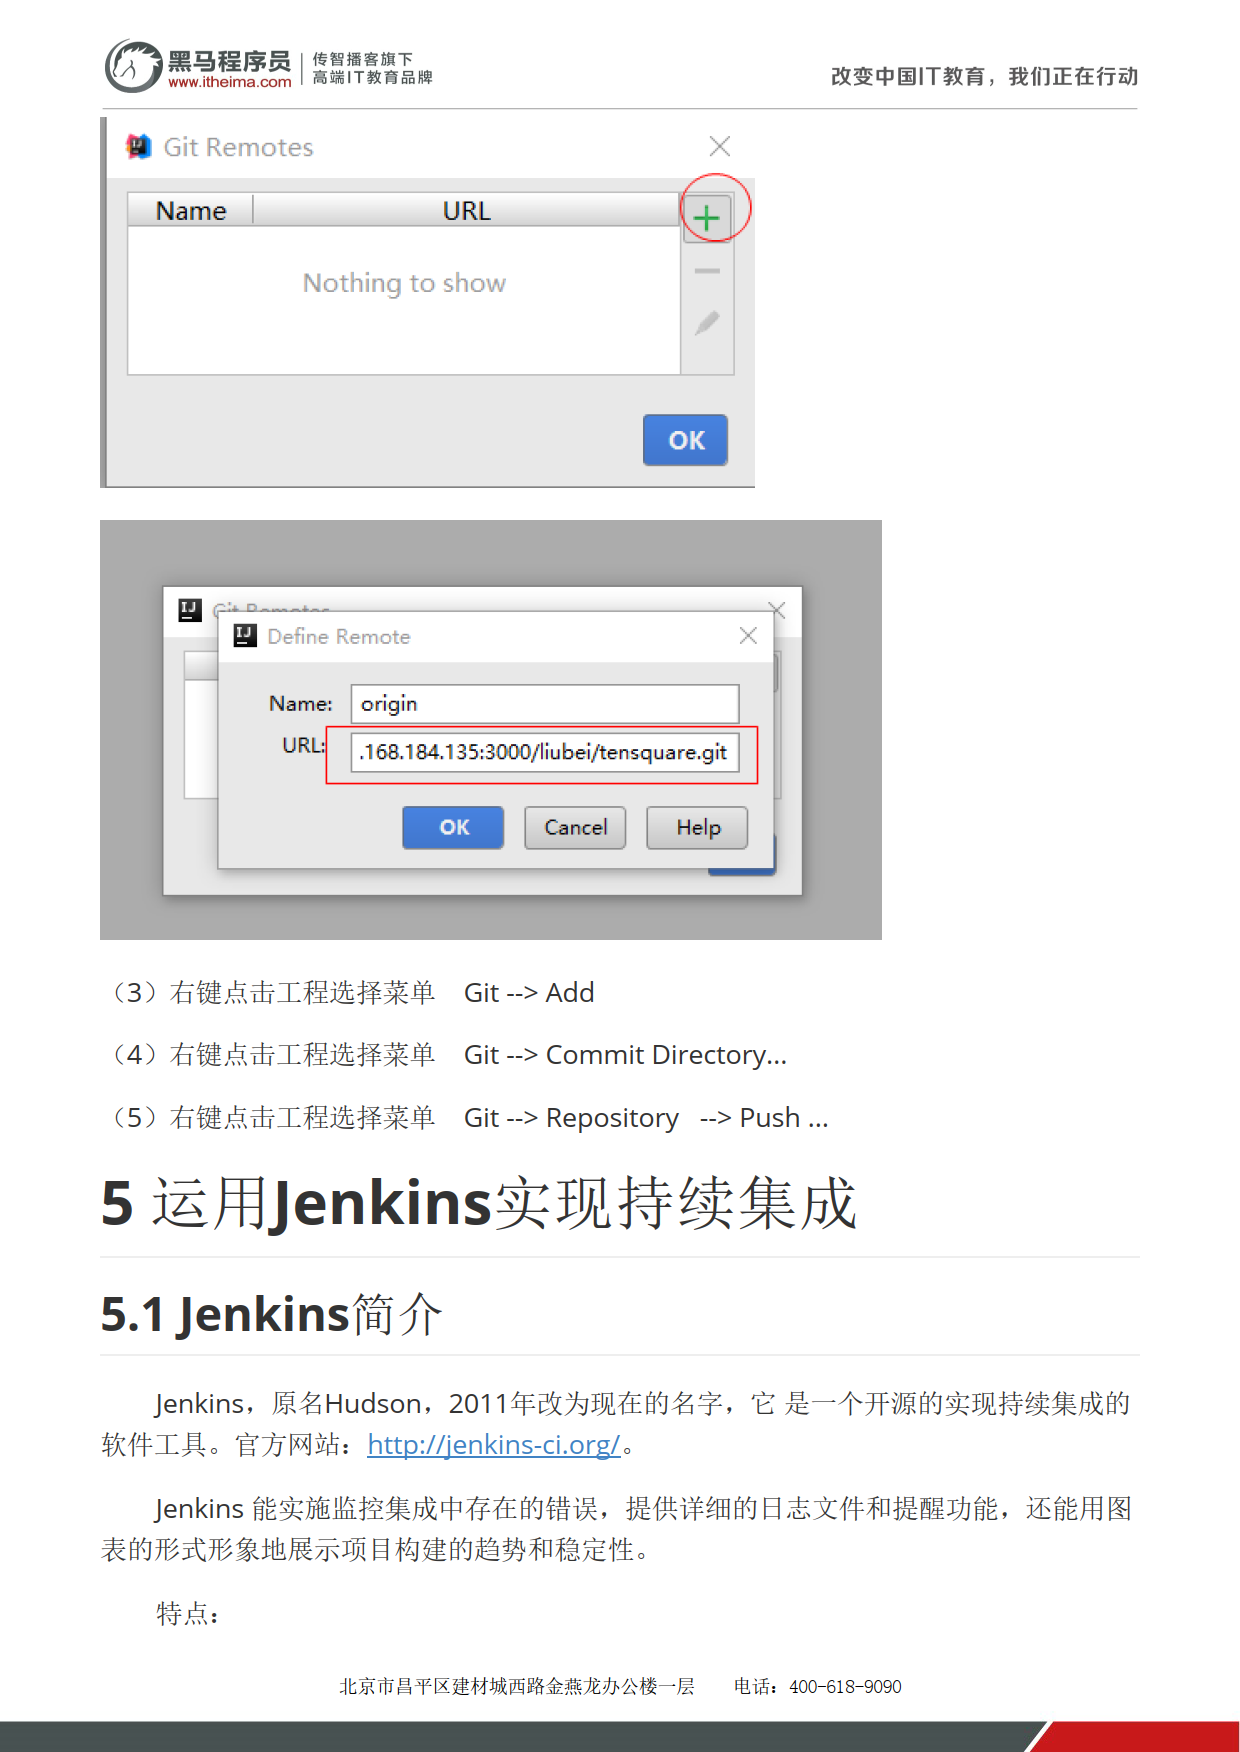 黑马程序员
www.itheima.com
传智播客旗下
高端IT教育品牌
改变中国IT教育，我们正在行动
Git Remotes
Name URL
Nothing to show
OK
Git Remotes
Define Remote
Name: origin
URL: .168.184.135:3000/liubei/tensquare.git
OK Cancel Help
（3）右键点击工程选择菜单 Git --> Add
（4）右键点击工程选择菜单 Git --> Commit Directory...
（5）右键点击工程选择菜单 Git --> Repository --> Push ...
5 运用Jenkins实现持续集成
5.1 Jenkins简介
Jenkins，原名Hudson，2011年改为现在的名字，它 是一个开源的实现持续集成的
软件工具。官方网站：http://jenkins-ci.org/。
Jenkins 能实施监控集成中存在的错误，提供详细的日志文件和提醒功能，还能用图
表的形式形象地展示项目构建的趋势和稳定性。
特点：
北京市昌平区建材城西路金燕龙办公楼一层 电话：400-618-9090